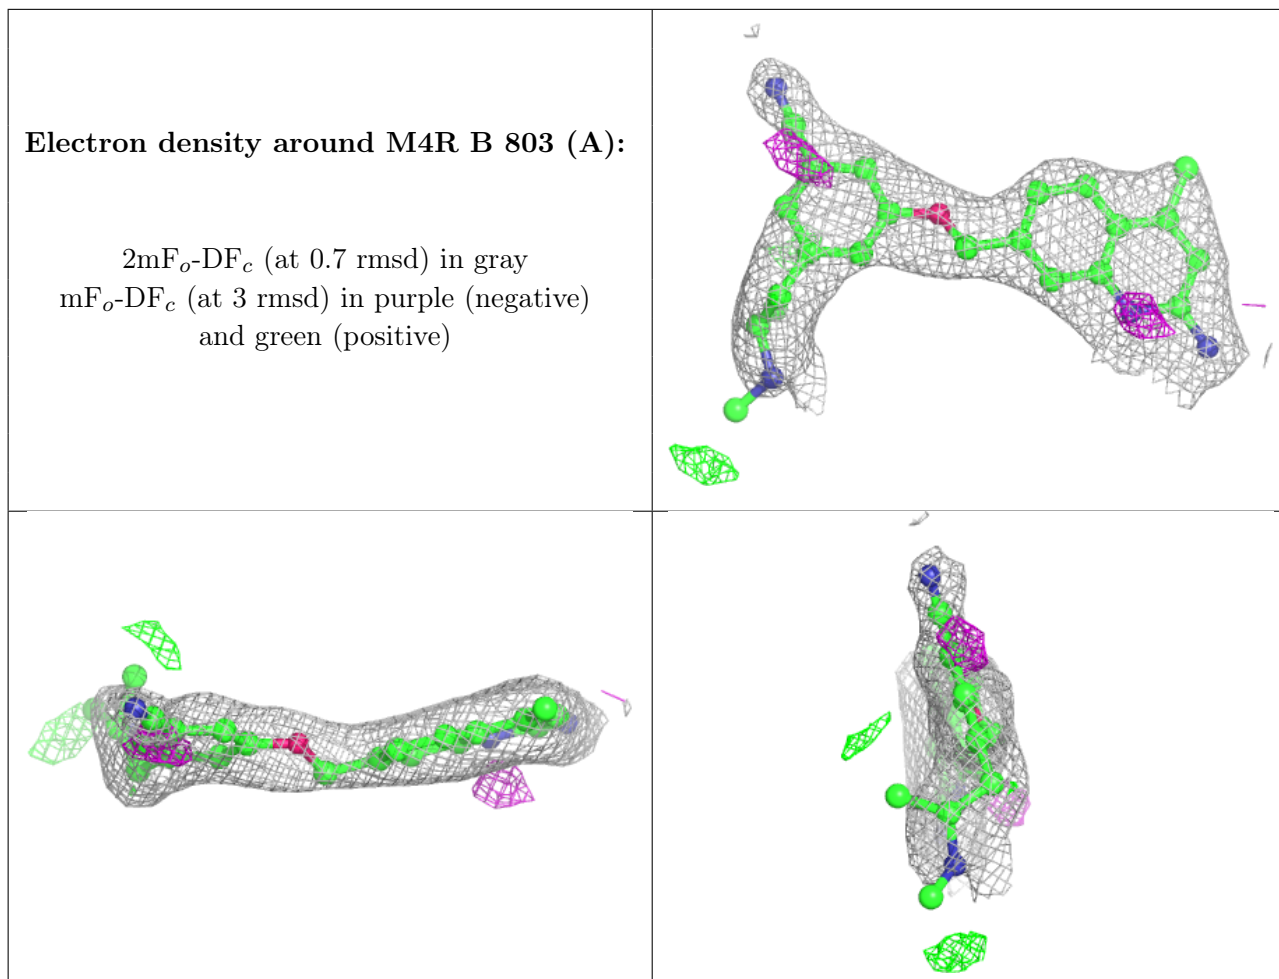 Electron density around M4R B 803 (A):
2mFo-DFc (at 0.7 rmsd) in gray
mFo-DFc (at 3 rmsd) in purple (negative)
and green (positive)